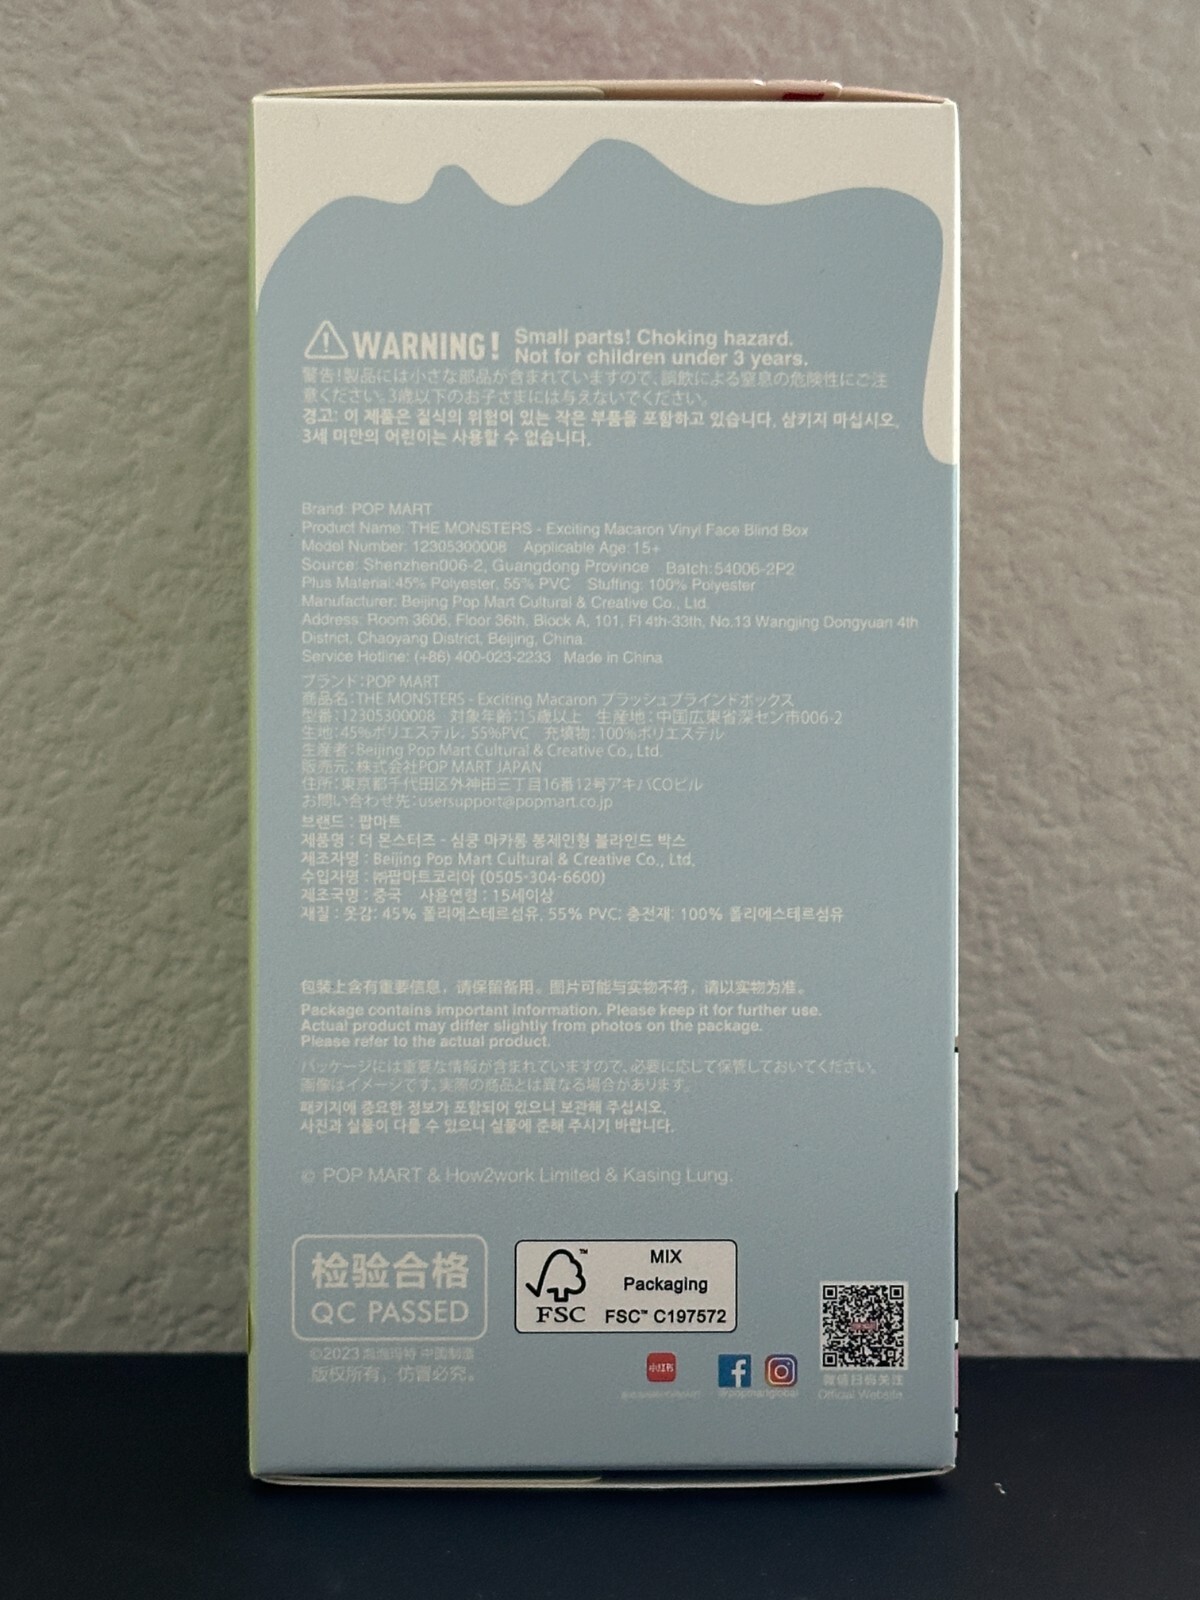 WARNING! Small parts! Choking hazard.
Not for children under 3 years.
警告!製品には小さな部品が含まれていますので、誤飲による窒息の危険性にご注
意ください。3歳以下のお子さまには与えないでください。
경고: 이 제품은 질식의 위험이 있는 작은 부품을 포함하고 있습니다. 삼키지 마십시오.
3세 미만의 어린이는 사용할 수 없습니다.
Brand: POP MART
Product Name: THE MONSTERS - Exciting Macaron Vinyl Face Blind Box
Model Number: 12305300008 Applicable Age: 15+
Source: Shenzhen006-2, Guangdong Province Batch: 54006-2P2
Plus Material:45% Polyester, 55% PVC Stuffing: 100% Polyester
Manufacturer: Beijing Pop Mart Cultural & Creative Co., Ltd.
Address: Room 3606, Floor 36th, Block A, 101, Fl 4th-33th, No.13 Wangjing Dongyuan 4th
District, Chaoyang District, Beijing, China.
Service Hotline: (+86) 400-023-2233 Made in China
ブランド:POP MART
商品名:THE MONSTERS - Exciting Macaron プラッシュブラインドボックス
型番:12305300008 対象年齢:15歳以上 生産地:中国広東省深セン市006-2
生地:45%ポリエステル, 55%PVC 充填物:100%ポリエステル
生産者:Beijing Pop Mart Cultural & Creative Co., Ltd.
販売元:株式会社POP MART JAPAN
住所:東京都千代田区外神田三丁目16番12号アキバCOビル
お問い合わせ先:usersupport@popmart.co.jp
브랜드 : 팝마트
제품명 : 더 몬스터즈 - 심쿵 마카롱 봉제인형 블라인드 박스
제조자명 : Beijing Pop Mart Cultural & Creative Co., Ltd.
수입자명 : ㈜팝마트코리아 (0505-304-6600)
제조국명 : 중국 사용연령 : 15세이상
재질 : 옷감: 45% 폴리에스테르섬유, 55% PVC; 충전재: 100% 폴리에스테르섬유
包装上含有重要信息，请保留备用。图片可能与实物不符，请以实物为准。
Package contains important information. Please keep it for further use.
Actual product may differ slightly from photos on the package.
Please refer to the actual product.
パッケージには重要な情報が含まれていますので、必要に応じて保管しておいてください。
画像はイメージです。実際の商品とは異なる場合があります。
패키지에 중요한 정보가 포함되어 있으니 보관해 주십시오.
사진과 실물이 다를 수 있으니 실물에 준해 주시기 바랍니다.
© POP MART & How2work Limited & Kasing Lung.
检验合格
QC PASSED
©2023 泡泡玛特 中国制造
版权所有，仿冒必究。
FSC™
MIX
Packaging
FSC™ C197572
小红书
@popmartglobal
微信扫码关注
Official Website